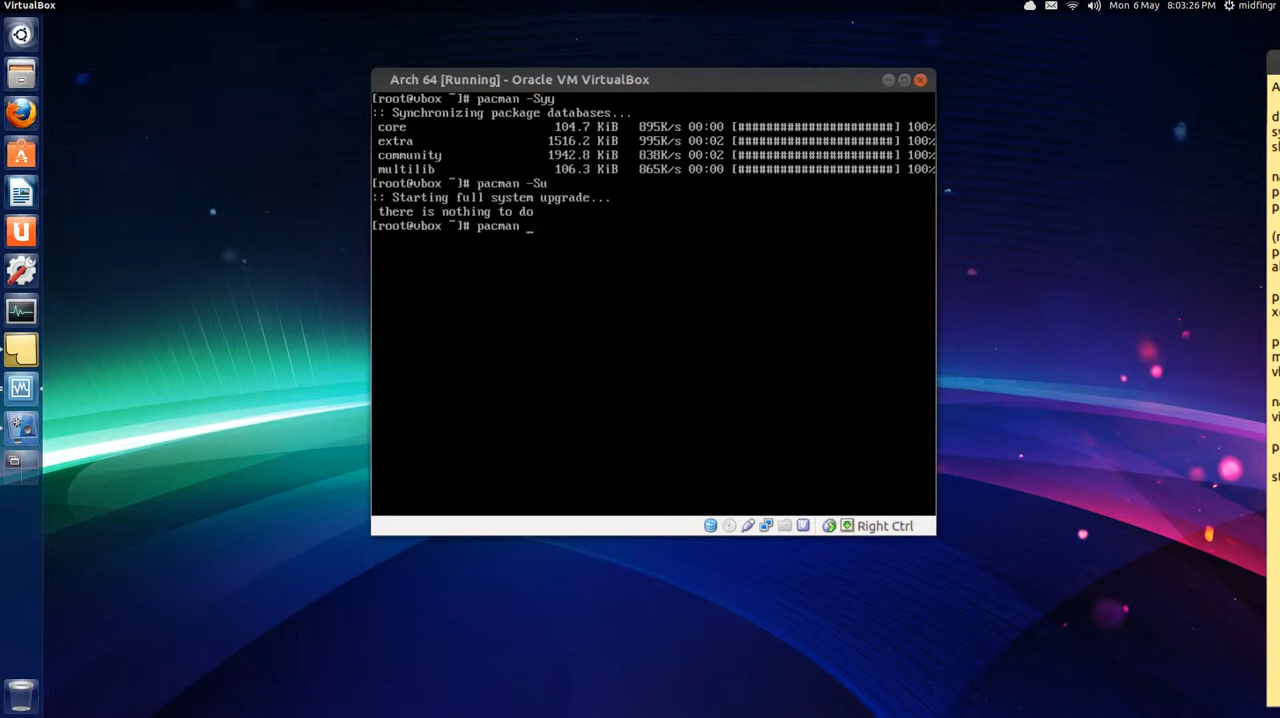 VirtualBox
Mon 6 May 8:03:26 PM midfingr
Arch 64 [Running] - Oracle VM VirtualBox
[root@vbox ~]# pacman -Syy
:: Synchronizing package databases...
core 104.7 KiB 895K/s 00:00 [######################] 100%
extra 1516.2 KiB 995K/s 00:02 [######################] 100%
community 1942.8 KiB 838K/s 00:02 [######################] 100%
multilib 106.3 KiB 865K/s 00:00 [######################] 100%
[root@vbox ~]# pacman -Su
:: Starting full system upgrade...
there is nothing to do
[root@vbox ~]# pacman _
Right Ctrl